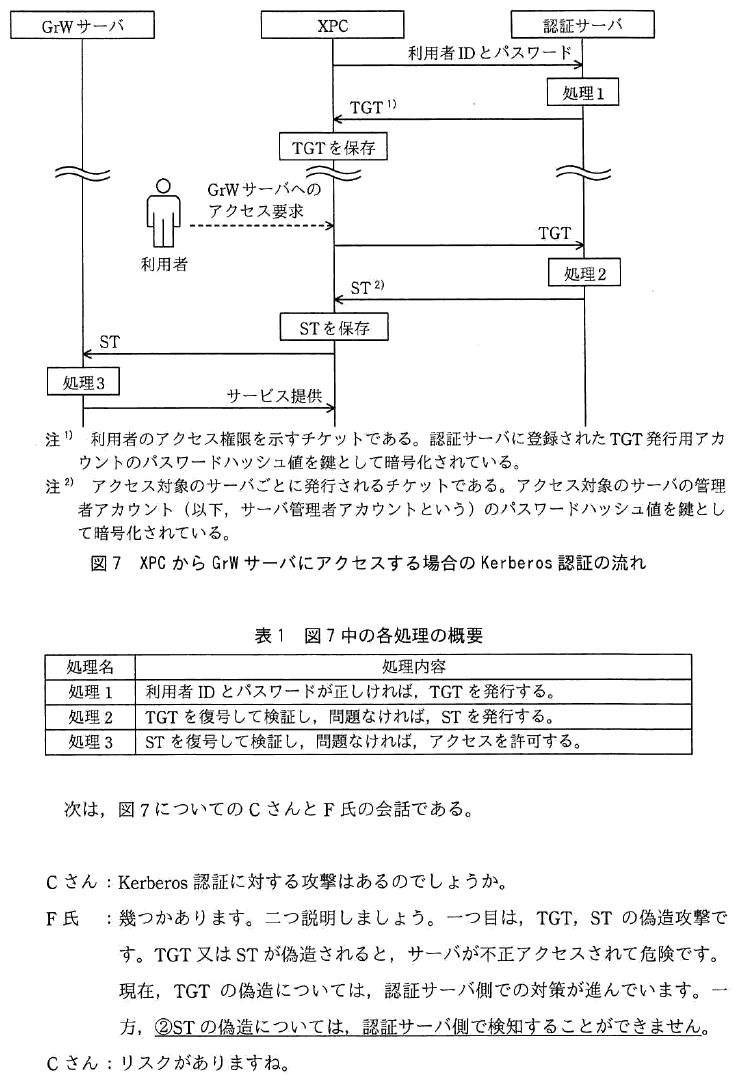 GrWサーバ
XPC
認証サーバ
利用者IDとパスワード
処理1
TGT 1)
TGTを保存
GrWサーバへの
アクセス要求
利用者
TGT
処理2
ST 2)
STを保存
ST
処理3
サービス提供
注1) 利用者のアクセス権限を示すチケットである。認証サーバに登録されたTGT発行用アカ
ウントのパスワードハッシュ値を鍵として暗号化されている。
注2) アクセス対象のサーバごとに発行されるチケットである。アクセス対象のサーバの管理
者アカウント(以下,サーバ管理者アカウントという)のパスワードハッシュ値を鍵とし
て暗号化されている。
図7 XPCからGrWサーバにアクセスする場合のKerberos認証の流れ
表1 図7中の各処理の概要
処理名 処理内容
処理1 利用者IDとパスワードが正しければ,TGTを発行する。
処理2 TGTを復号して検証し,問題なければ,STを発行する。
処理3 STを復号して検証し,問題なければ,アクセスを許可する。
次は,図7についてのCさんとF氏の会話である。
Cさん:Kerberos認証に対する攻撃はあるのでしょうか。
F氏 :幾つかあります。二つ説明しましょう。一つ目は,TGT,STの偽造攻撃で
す。TGT又はSTが偽造されると,サーバが不正アクセスされて危険です。
現在,TGTの偽造については,認証サーバ側での対策が進んでいます。一
方,②STの偽造については,認証サーバ側で検知することができません。
Cさん:リスクがありますね。